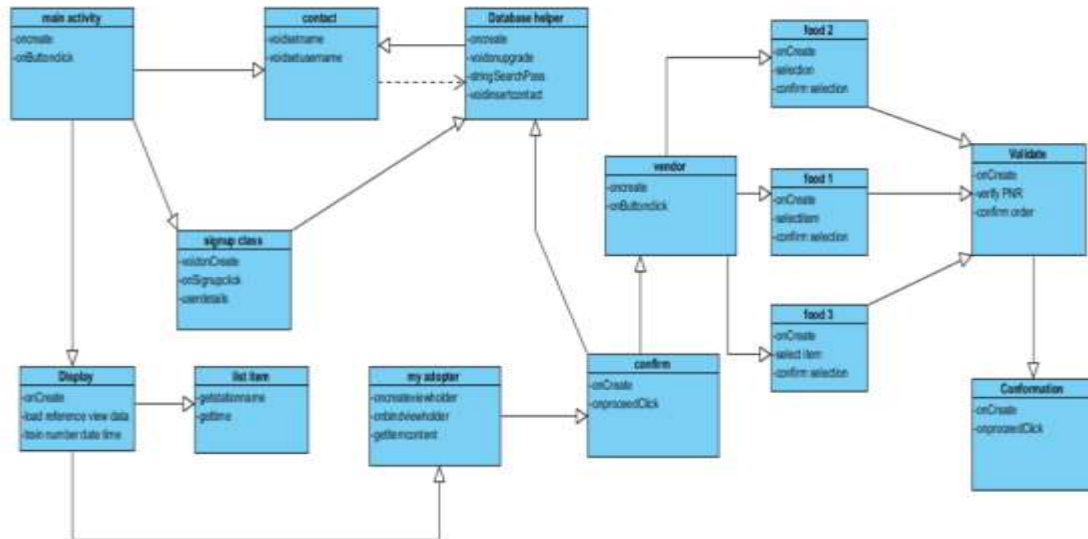 main activity
-oncreate
-onButtonclick
contact
-voidsetname
-voidsetusername
Database helper
-oncreate
-voidonupgrade
-stringSearchPass
-voidinsertcontact
food 2
-onCreate
-selection
-confirm selection
vendor
-oncreate
-onButtonclick
food 1
-onCreate
-selectitem
-confirm selection
Validate
-onCreate
-verify PNR
-confirm order
signup class
-voidonCreate
-onSignupclick
-userdetails
food 3
-onCreate
-select item
-confirm selection
Display
-onCreate
-load reference view data
-train number date time
list item
-getstationname
-gettime
my adopter
-oncreateviewholder
-onbindviewholder
-getitemcontent
confirm
-onCreate
-onproceedClick
Conformation
-onCreate
-onproceedClick